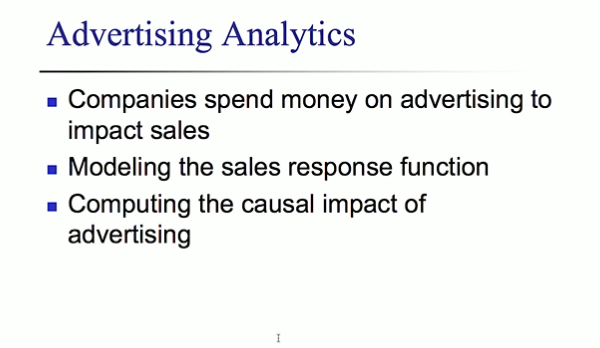 Advertising Analytics
Companies spend money on advertising to
impact sales
Modeling the sales response function
Computing the causal impact of
advertising